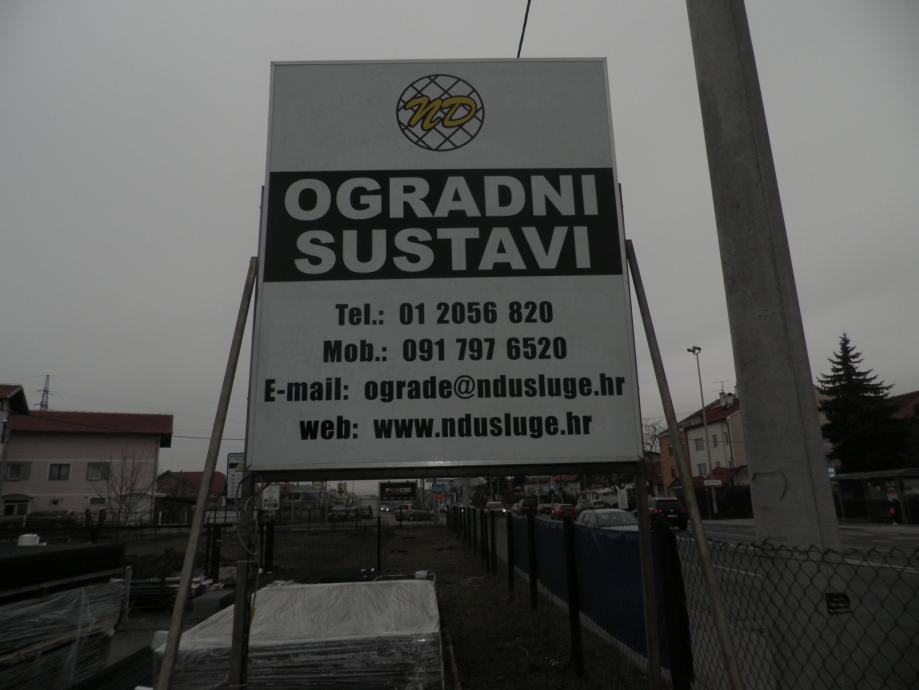 ND
OGRADNI
SUSTAVI
Tel.: 01 2056 820
Mob.: 091 797 6520
E-mail: ograde@ndusluge.hr
web: www.ndusluge.hr